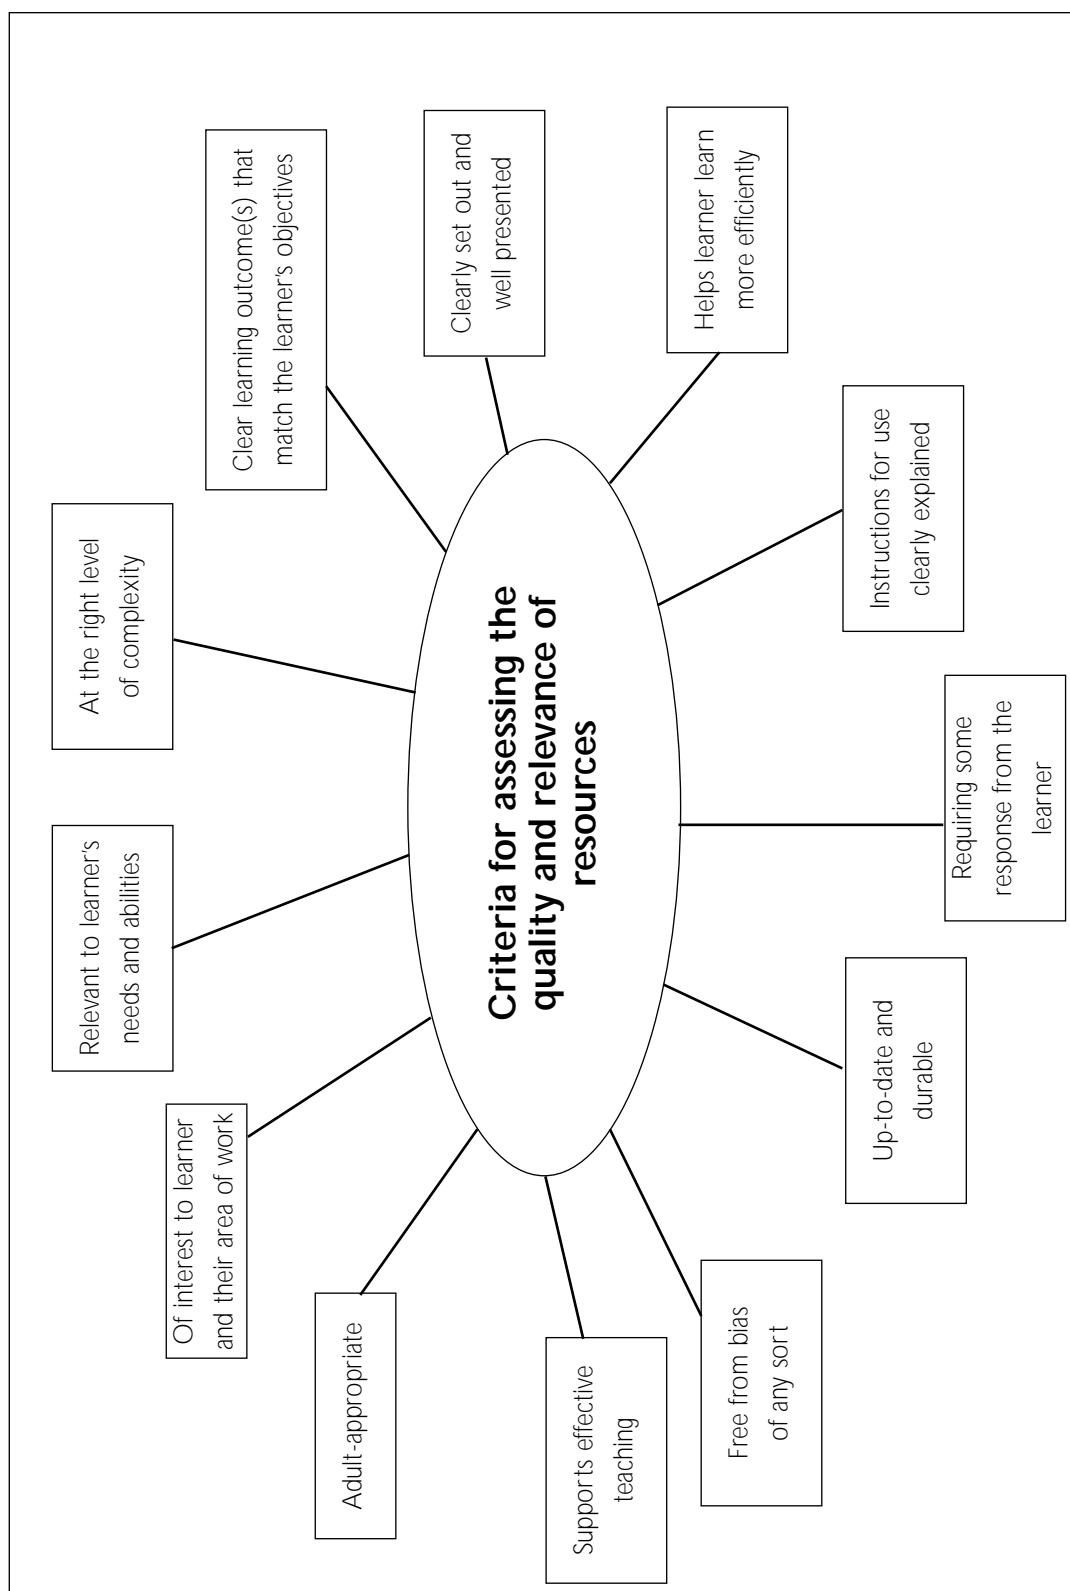 Criteria for assessing the
quality and relevance of
resources
Relevant to learner's
needs and abilities
At the right level
of complexity
Clear learning outcome(s) that
match the learner's objectives
Clearly set out and
well presented
Helps learner learn
more efficiently
Instructions for use
clearly explained
Requiring some
response from the
learner
Up-to-date and
durable
Free from bias
of any sort
Supports effective
teaching
Adult-appropriate
Of interest to learner
and their area of work